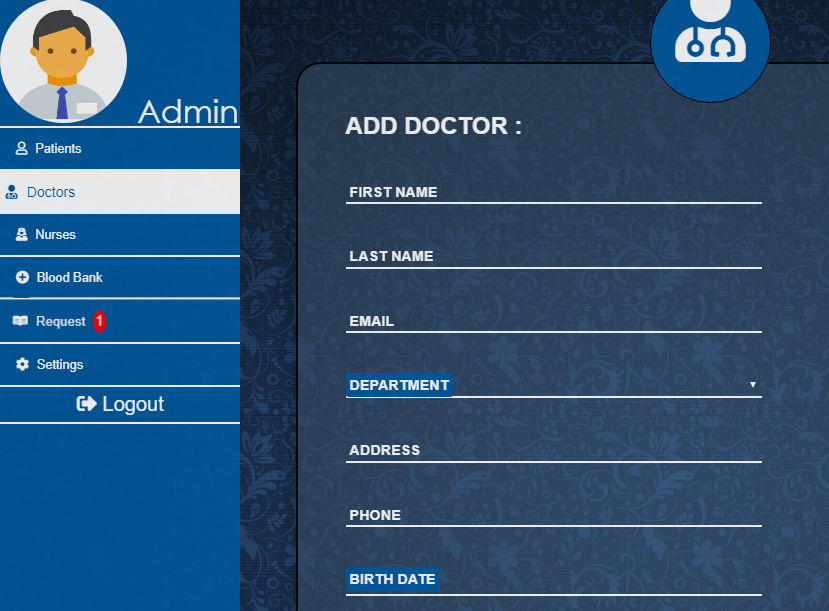 Admin
Patients
Doctors
Nurses
Blood Bank
Request 1
Settings
Logout
ADD DOCTOR :
FIRST NAME
LAST NAME
EMAIL
DEPARTMENT
ADDRESS
PHONE
BIRTH DATE